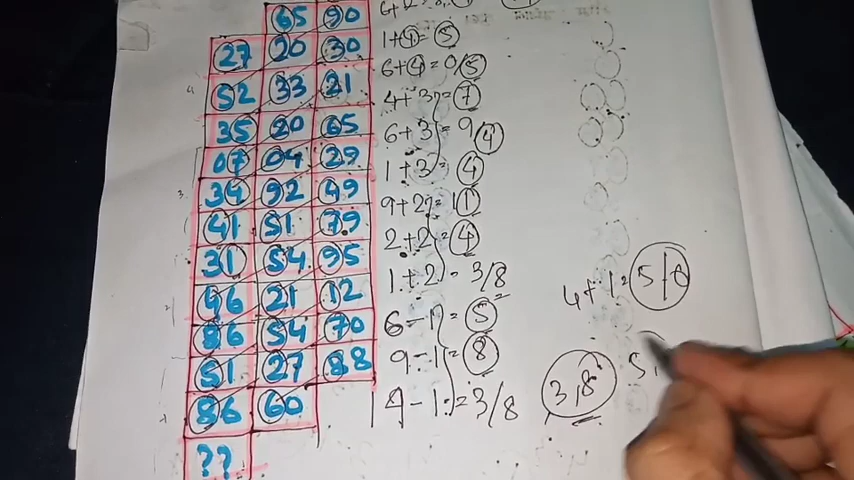 65 90
27 20 30
52 33 21
35 20 65
07 04 29
34 92 49
41 51 79
31 54 95
46 21 12
86 54 70
51 27 88
86 60
??
1+4= 5
6+4=0/5
4+3=7
6+3=9/4
1+3=4
9+2=1
2+2=4
1+2=3/8
6-1=5
9-1=8
4-1=3/8
4+1=5/0
3,8
5,